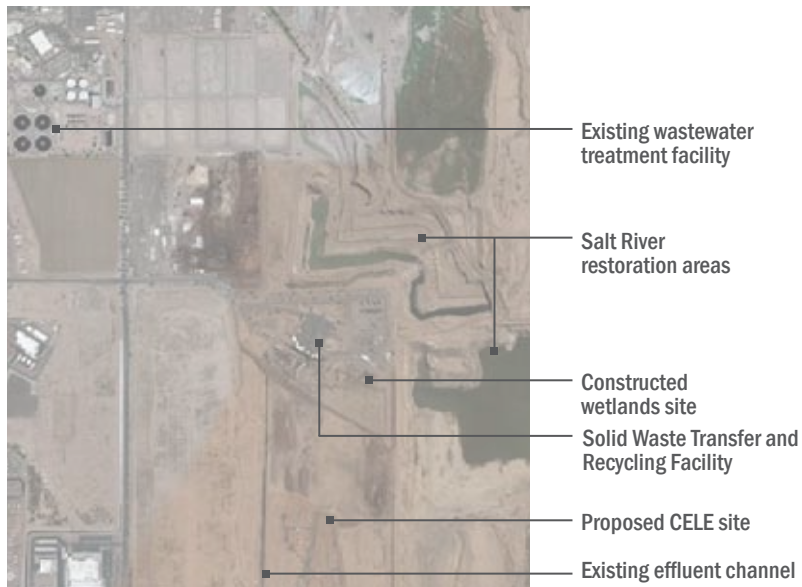 Existing wastewater
treatment facility
Salt River
restoration areas
Constructed
wetlands site
Solid Waste Transfer and
Recycling Facility
Proposed CELE site
Existing effluent channel